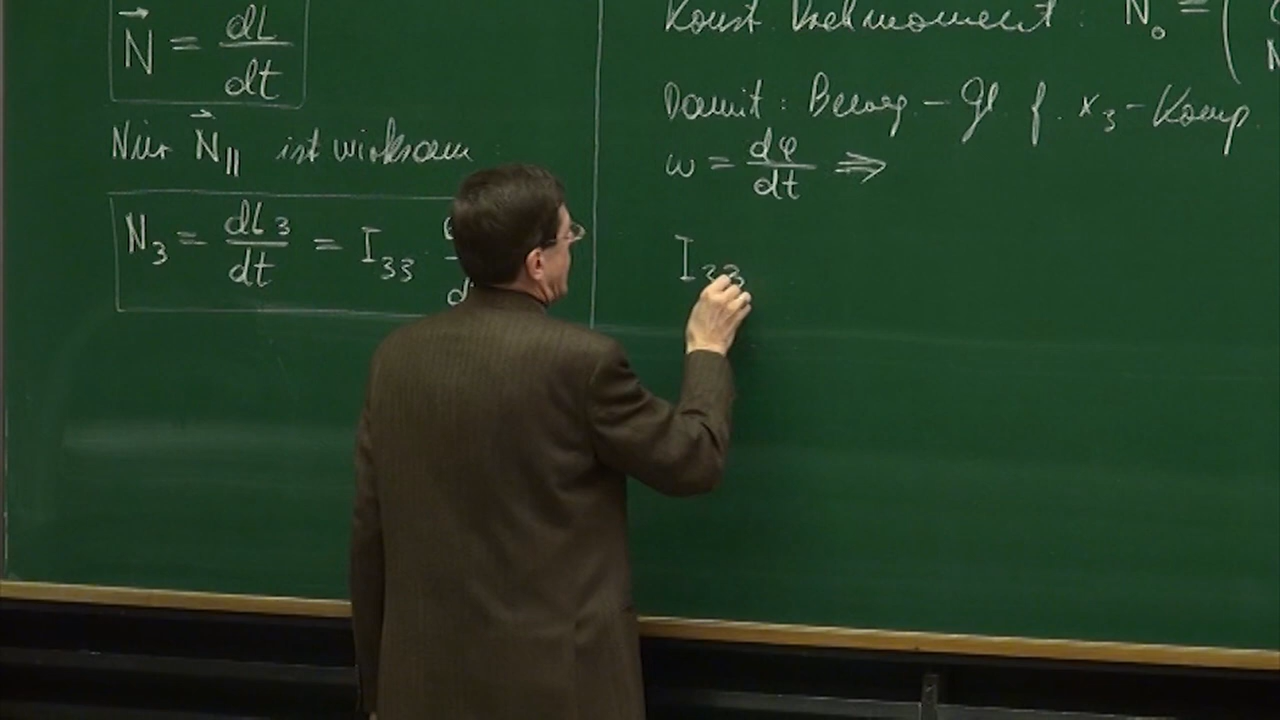 N⃗ = dL/dt
Nur N⃗∥ ist wirksam
N₃ = dL₃/dt = I₃₃
Konst. Drehmoment: N₀ = (
Damit: Beweg.-Gl f. x₃-Komp.
ω = dφ/dt ⇒
I₃₃